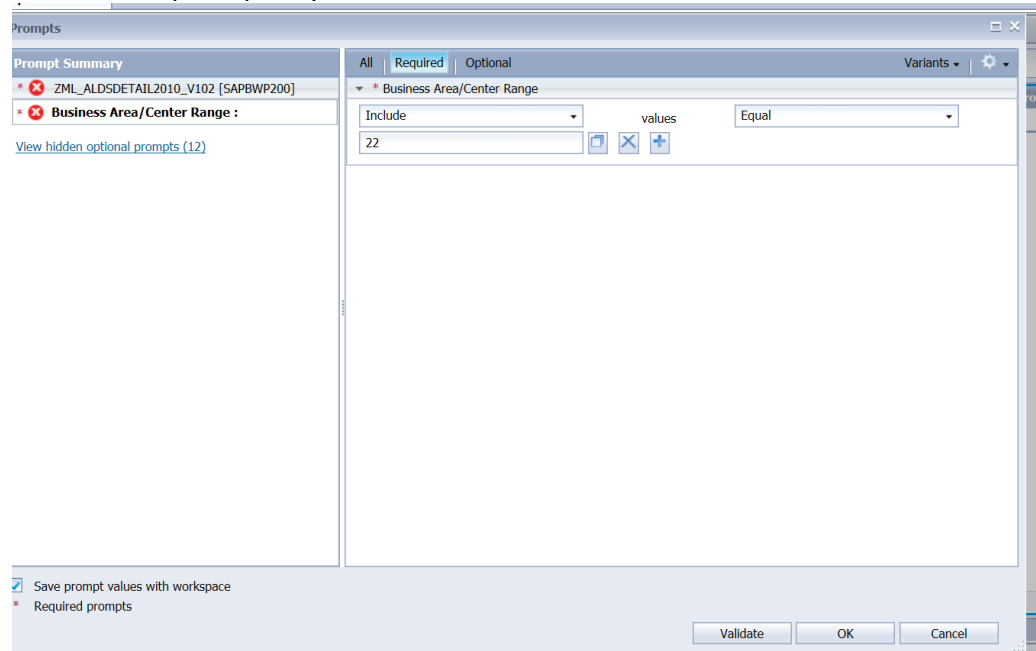 Prompts
Prompt Summary
* ZML_ALDSDETAIL2010_V102 [SAPBWP200]
* Business Area/Center Range :
View hidden optional prompts (12)
All | Required | Optional
Variants
* Business Area/Center Range
Include
values
Equal
22
Save prompt values with workspace
* Required prompts
Validate
OK
Cancel